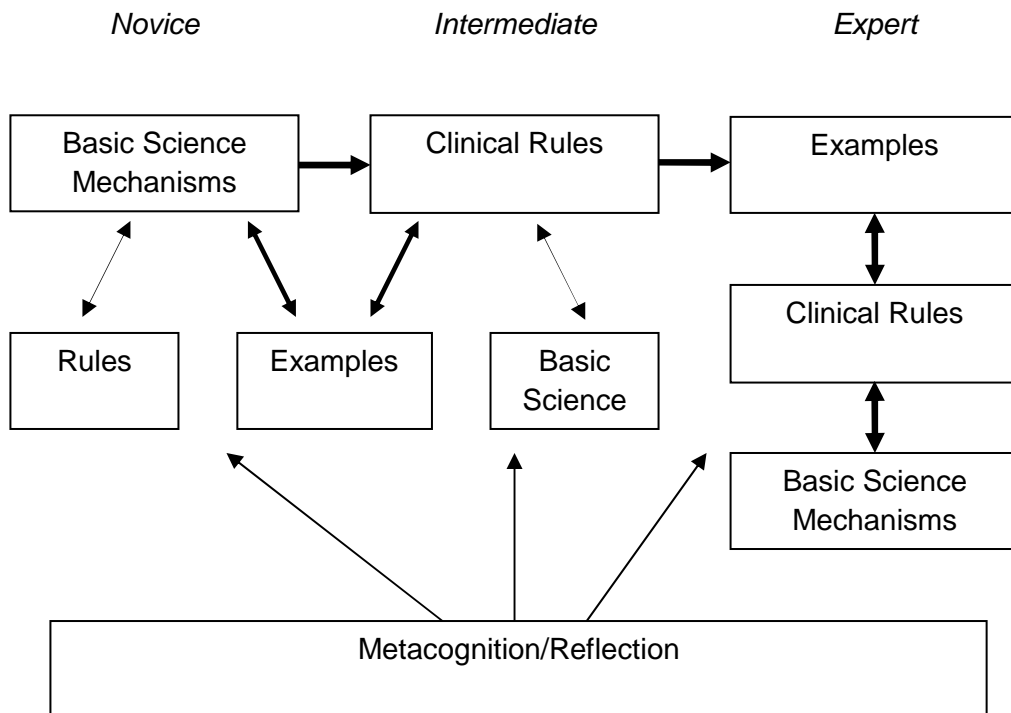 Novice
Intermediate
Expert
Basic Science
Mechanisms
Clinical Rules
Examples
Clinical Rules
Rules
Examples
Basic
Science
Basic Science
Mechanisms
Metacognition/Reflection